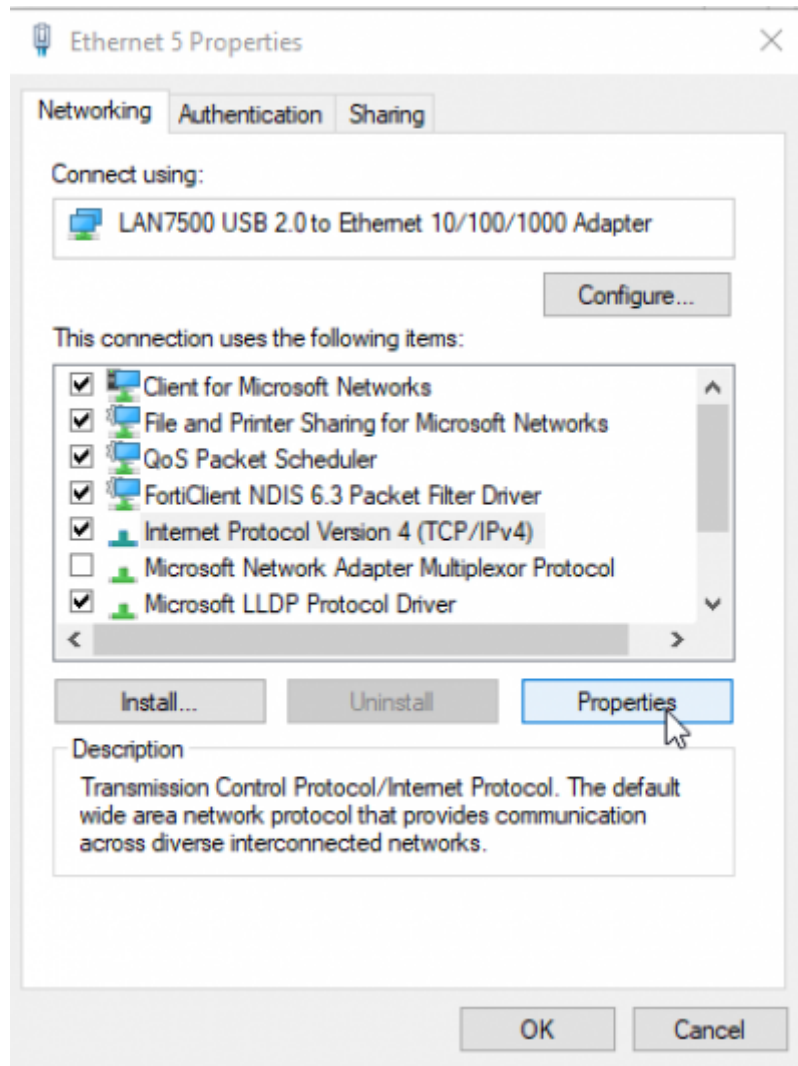 Ethernet 5 Properties
Networking Authentication Sharing
Connect using:
LAN7500 USB 2.0 to Ethernet 10/100/1000 Adapter
Configure...
This connection uses the following items:
Client for Microsoft Networks
File and Printer Sharing for Microsoft Networks
QoS Packet Scheduler
FortiClient NDIS 6.3 Packet Filter Driver
Internet Protocol Version 4 (TCP/IPv4)
Microsoft Network Adapter Multiplexor Protocol
Microsoft LLDP Protocol Driver
Install... Uninstall Properties
Description
Transmission Control Protocol/Internet Protocol. The default
wide area network protocol that provides communication
across diverse interconnected networks.
OK Cancel